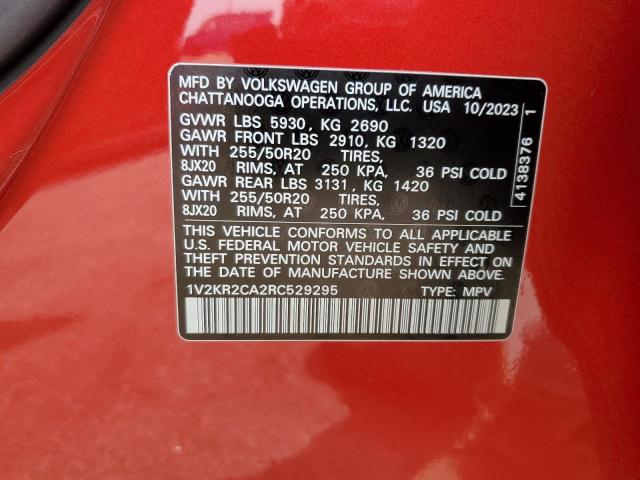 MFD BY VOLKSWAGEN GROUP OF AMERICA
CHATTANOOGA OPERATIONS, LLC. USA 10/2023
GVWR LBS 5930, KG 2690
GAWR FRONT LBS 2910, KG 1320
WITH 255/50R20 TIRES,
8JX20 RIMS, AT 250 KPA, 36 PSI COLD
GAWR REAR LBS 3131, KG 1420
WITH 255/50R20 TIRES,
8JX20 RIMS, AT 250 KPA, 36 PSI COLD
THIS VEHICLE CONFORMS TO ALL APPLICABLE
U.S. FEDERAL MOTOR VEHICLE SAFETY AND
THEFT PREVENTION STANDARDS IN EFFECT ON
THE DATE OF MANUFACTURE SHOWN ABOVE.
1V2KR2CA2RC529295 TYPE: MPV
4138376 1